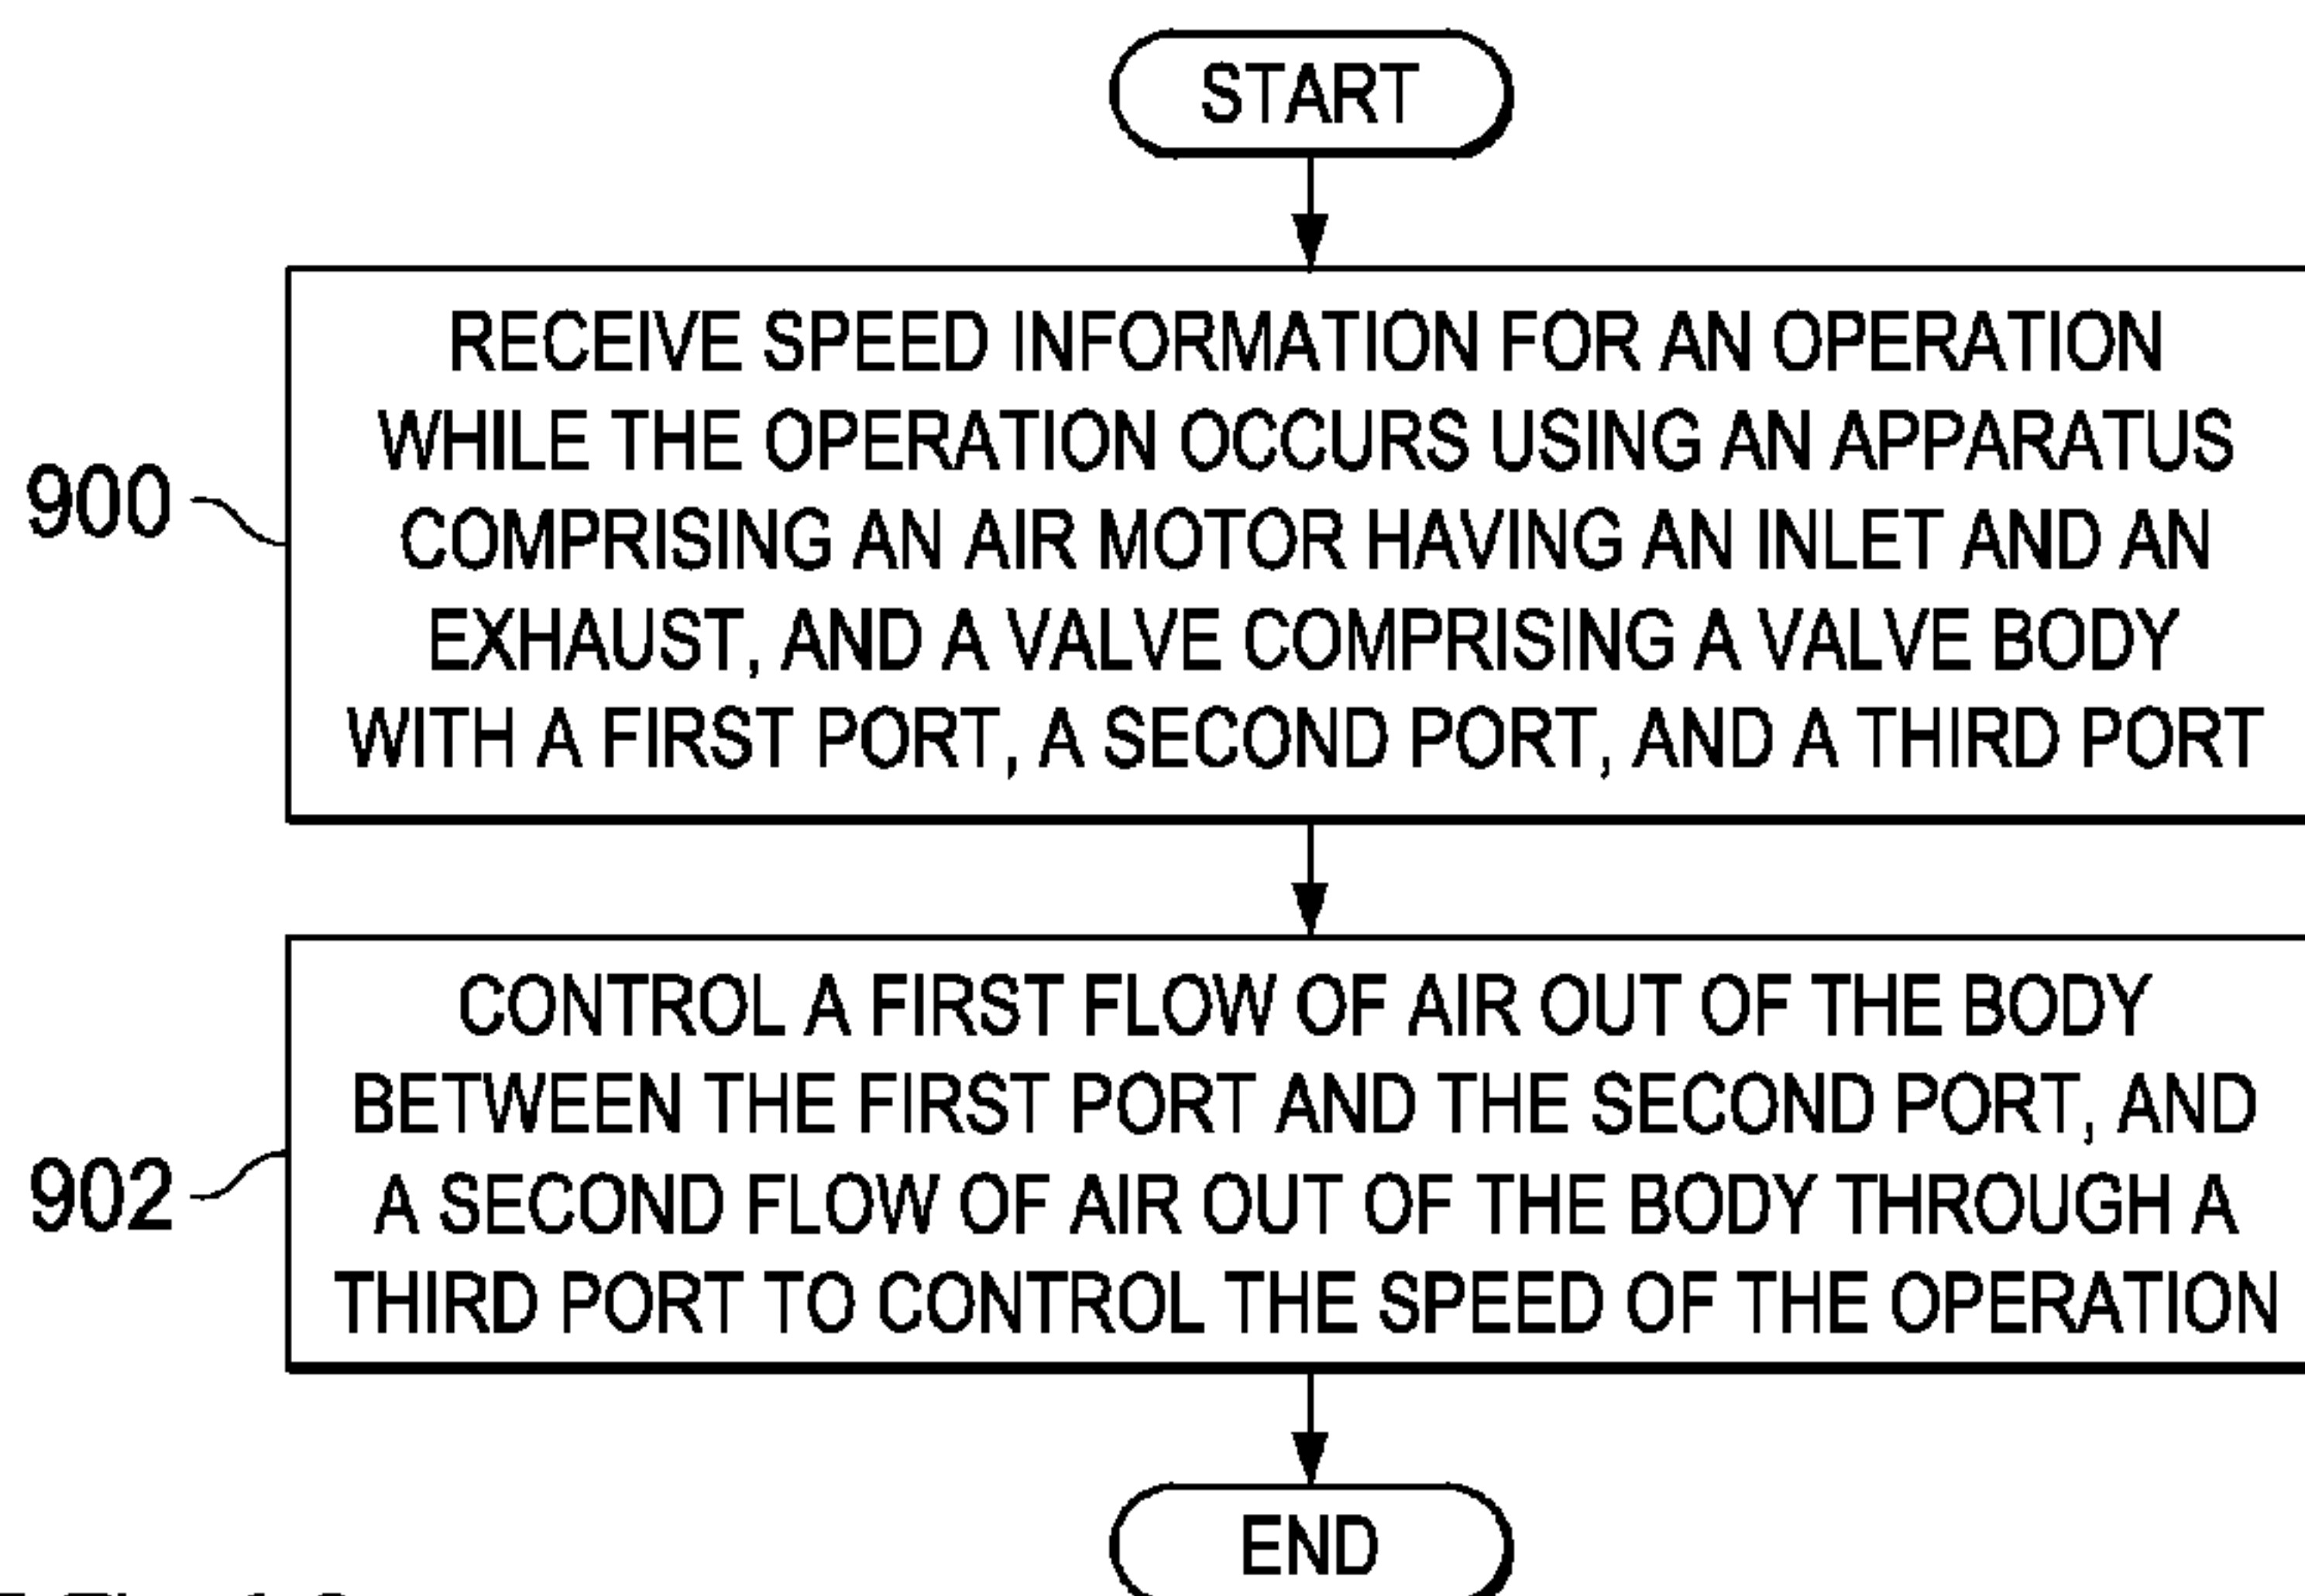 START
RECEIVE SPEED INFORMATION FOR AN OPERATION
WHILE THE OPERATION OCCURS USING AN APPARATUS
COMPRISING AN AIR MOTOR HAVING AN INLET AND AN
EXHAUST, AND A VALVE COMPRISING A VALVE BODY
WITH A FIRST PORT, A SECOND PORT, AND A THIRD PORT
900
CONTROL A FIRST FLOW OF AIR OUT OF THE BODY
BETWEEN THE FIRST PORT AND THE SECOND PORT, AND
A SECOND FLOW OF AIR OUT OF THE BODY THROUGH A
THIRD PORT TO CONTROL THE SPEED OF THE OPERATION
902
END